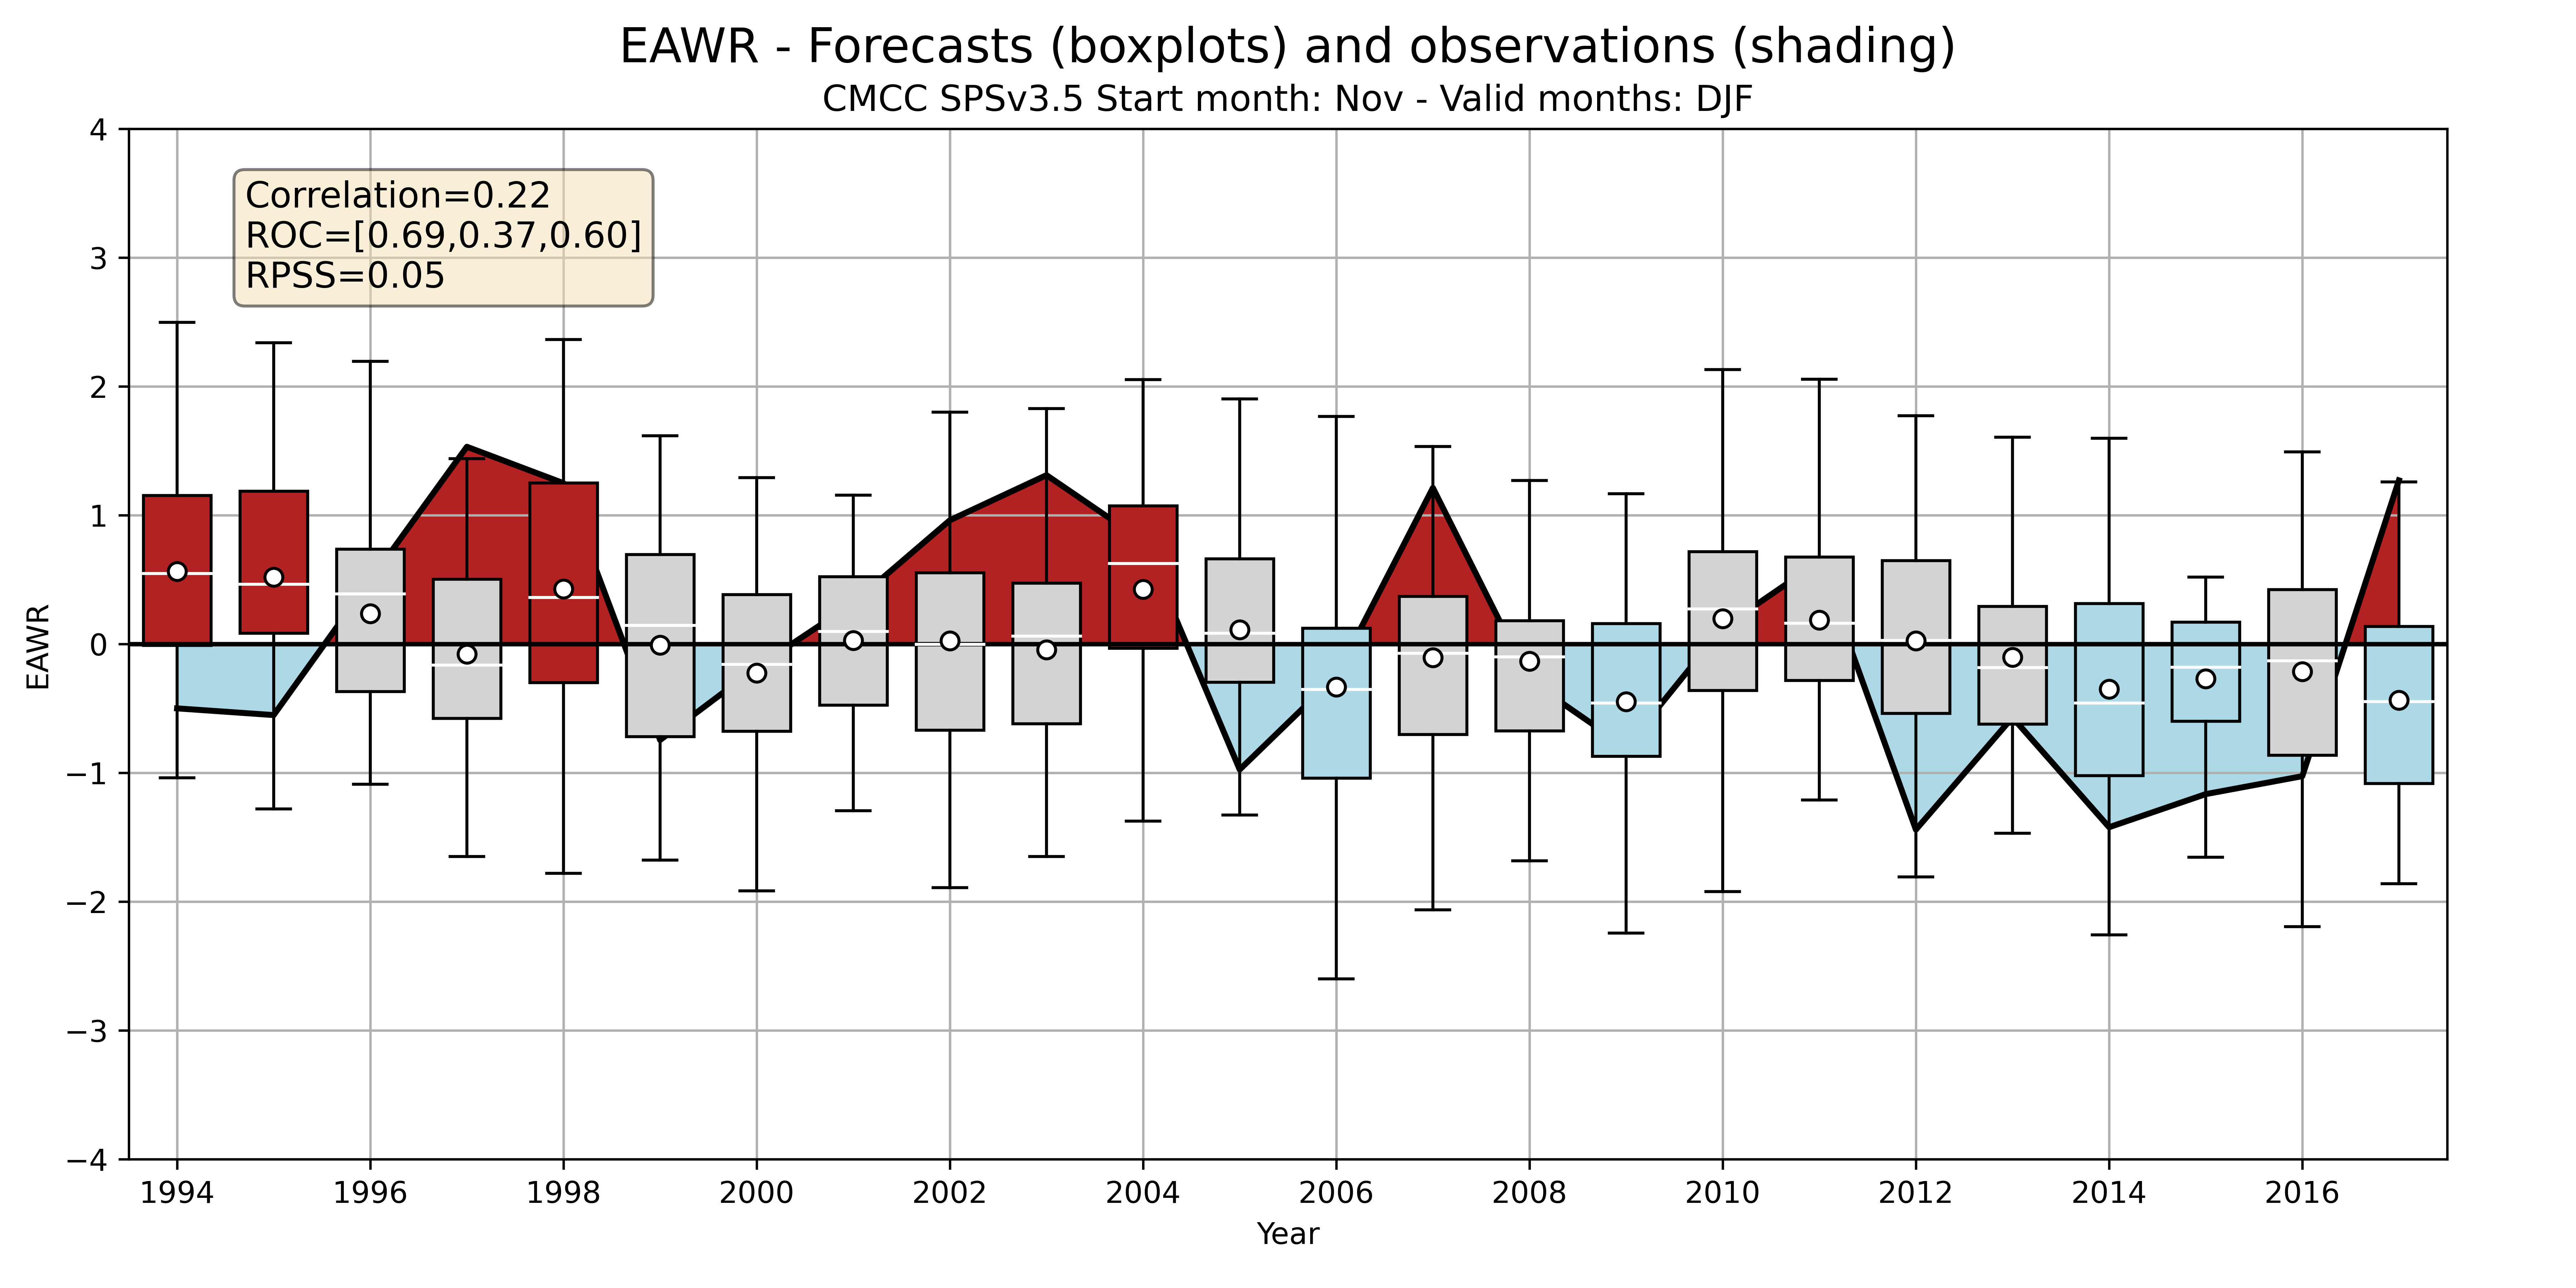 EAWR - Forecasts (boxplots) and observations (shading)
CMCC SPSv3.5 Start month: Nov - Valid months: DJF
Correlation=0.22
ROC=[0.69,0.37,0.60]
RPSS=0.05
4
3
2
1
0
−1
−2
−3
−4
EAWR
1994 1996 1998 2000 2002 2004 2006 2008 2010 2012 2014 2016
Year